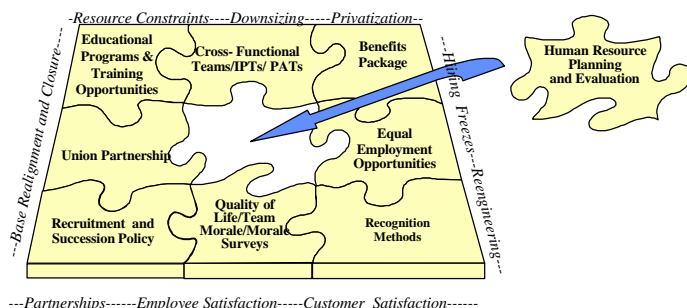 -Resource Constraints----Downsizing----Privatization--
Educational
Programs &
Training
Opportunities
Cross- Functional
Teams/IPTs/ PATs
Benefits
Package
Human Resource
Planning
and Evaluation
---Base Realignment and Closure---
---Hiring Freezes---Reengineering---
Union Partnership
Equal
Employment
Opportunities
Recruitment and
Succession Policy
Quality of
Life/Team
Morale/Morale
Surveys
Recognition
Methods
---Partnerships------Employee Satisfaction-----Customer Satisfaction------